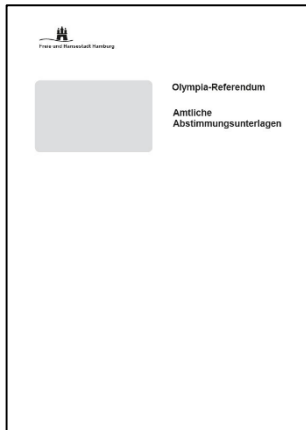 Freie und Hansestadt Hamburg
Olympia-Referendum
Amtliche
Abstimmungsunterlagen